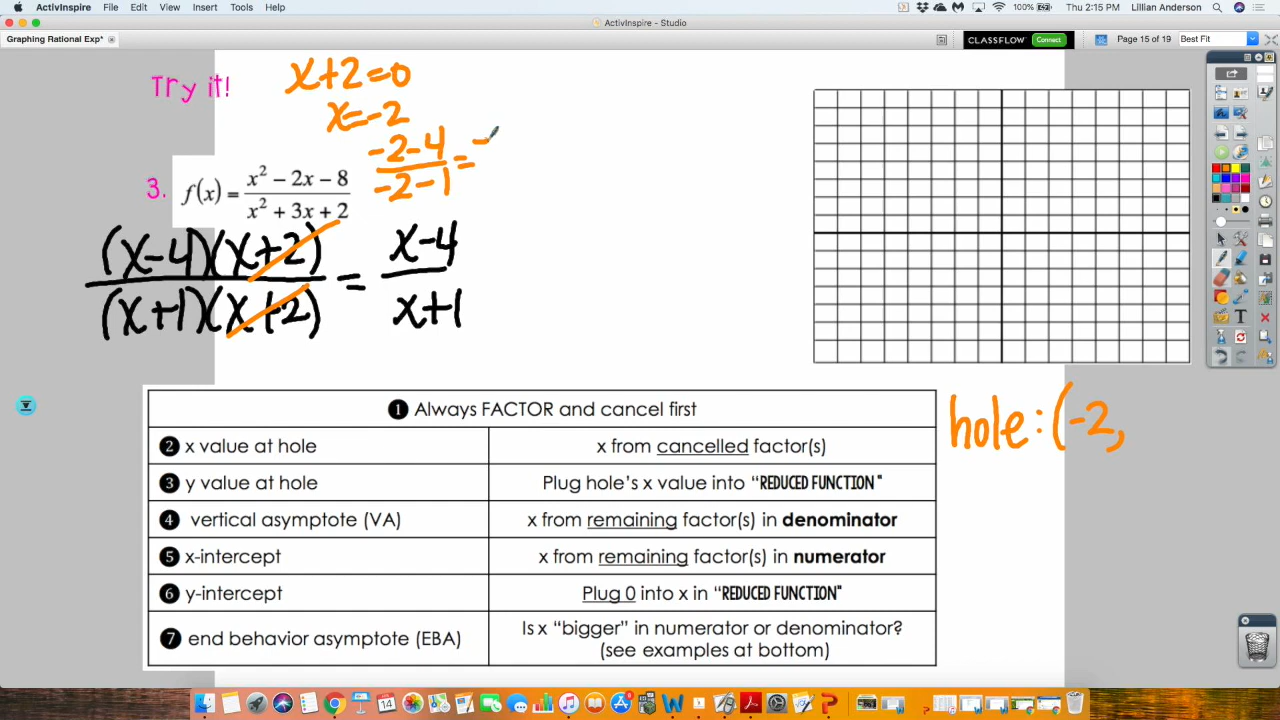 ActivInspire File Edit View Insert Tools Help 100% Thu 2:15 PM Lillian Anderson
ActivInspire - Studio
Graphing Rational Exp* CLASSFLOW Connect Page 15 of 19 Best Fit
Try it!
x+2=0
x=-2
-2-4
-2-1
= -
3. f(x) = x² − 2x − 8
x² + 3x + 2
(x-4)(x+2) = x-4
(x+1)(x+2) x+1
1 Always FACTOR and cancel first
2 x value at hole x from cancelled factor(s)
3 y value at hole Plug hole's x value into "REDUCED FUNCTION"
4 vertical asymptote (VA) x from remaining factor(s) in denominator
5 x-intercept x from remaining factor(s) in numerator
6 y-intercept Plug 0 into x in "REDUCED FUNCTION"
7 end behavior asymptote (EBA) Is x "bigger" in numerator or denominator?
(see examples at bottom)
hole: (-2,